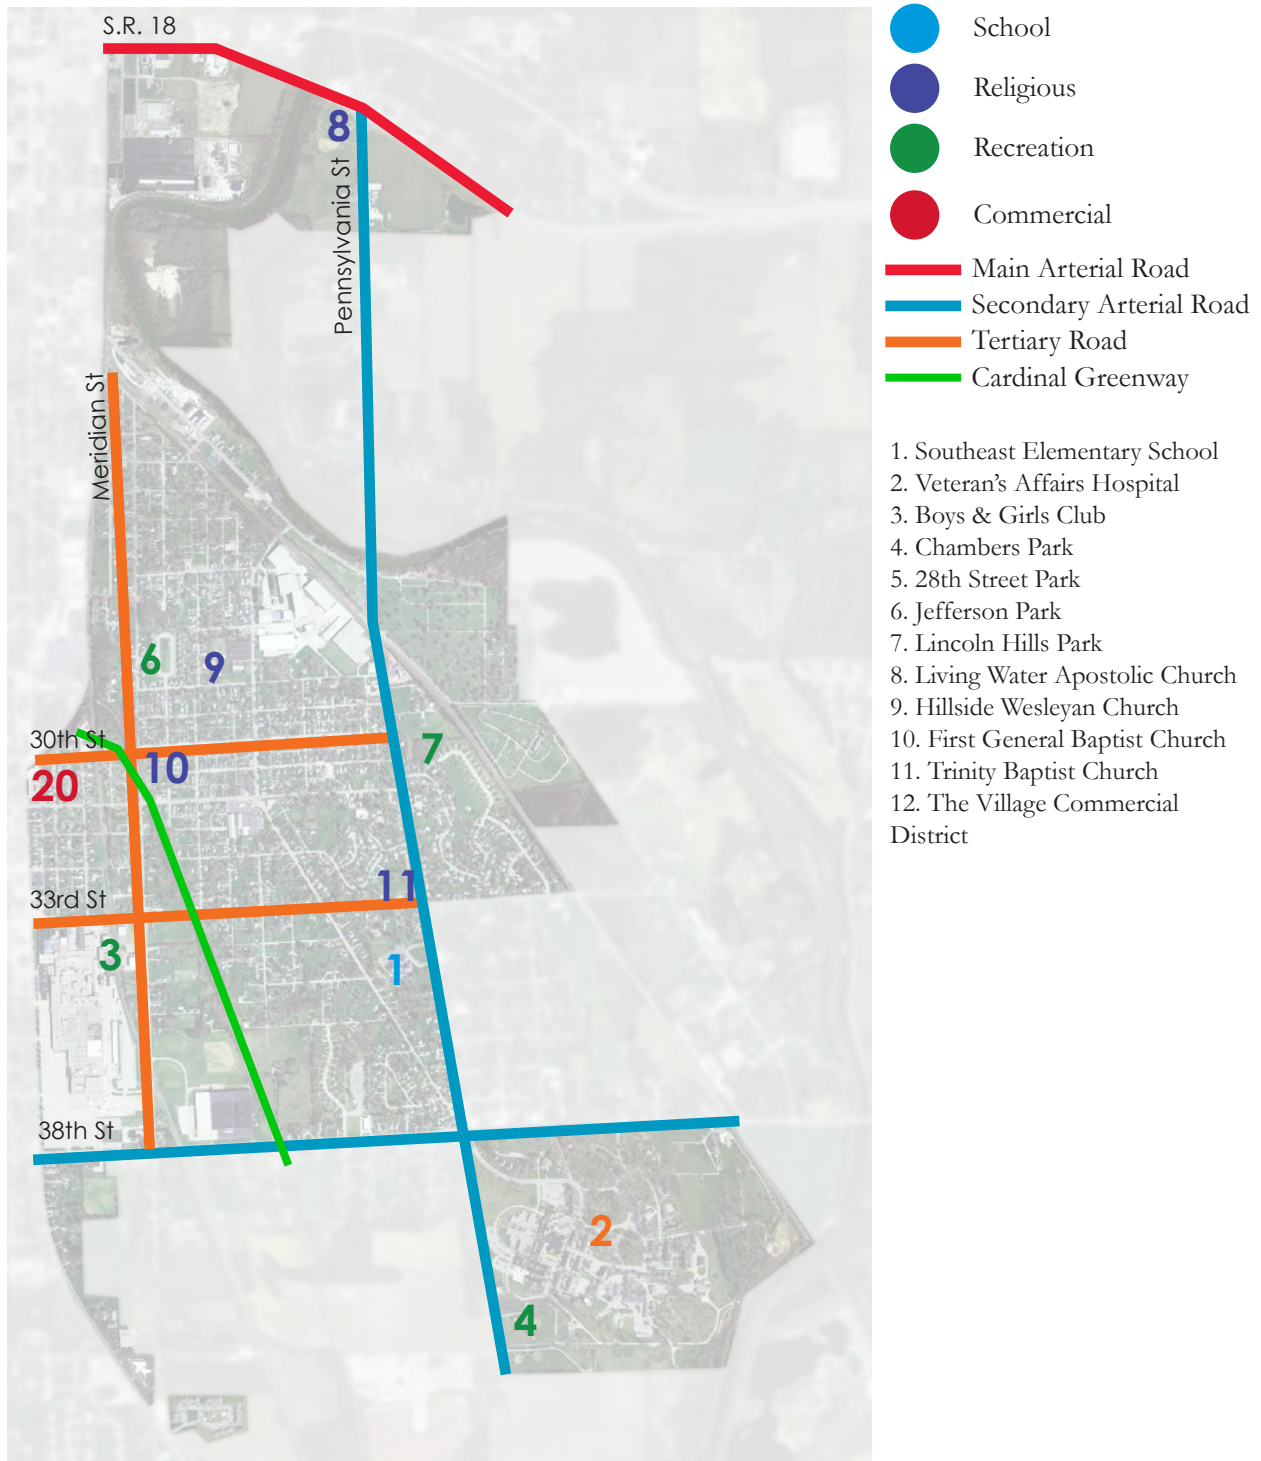 S.R. 18
8
Pennsylvania St
Meridian St
6
9
30th St
7
20
10
33rd St
11
3
1
38th St
2
4
School
Religious
Recreation
Commercial
Main Arterial Road
Secondary Arterial Road
Tertiary Road
Cardinal Greenway
1. Southeast Elementary School
2. Veteran’s Affairs Hospital
3. Boys & Girls Club
4. Chambers Park
5. 28th Street Park
6. Jefferson Park
7. Lincoln Hills Park
8. Living Water Apostolic Church
9. Hillside Wesleyan Church
10. First General Baptist Church
11. Trinity Baptist Church
12. The Village Commercial
District